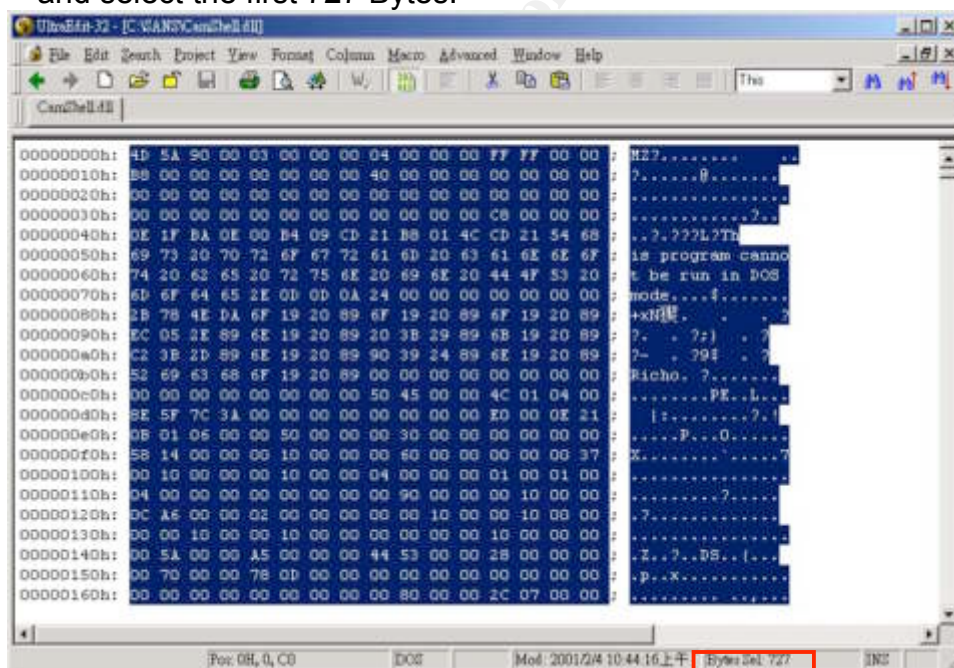 and select the first 727 Bytes.
UltraEdit-32 - [C:\SANS\CamShell.dll]
File Edit Search Project View Format Column Macro Advanced Window Help
This
CamShell.dll
00000000h: 4D 5A 90 00 03 00 00 00 04 00 00 00 FF FF 00 00 ; MZ?........ ..
00000010h: B8 00 00 00 00 00 00 00 40 00 00 00 00 00 00 00 ; ?.......@.......
00000020h: 00 00 00 00 00 00 00 00 00 00 00 00 00 00 00 00 ; ................
00000030h: 00 00 00 00 00 00 00 00 00 00 00 00 C8 00 00 00 ; ............?..
00000040h: 0E 1F BA 0E 00 B4 09 CD 21 B8 01 4C CD 21 54 68 ; ..?.???L?Th
00000050h: 69 73 20 70 72 6F 67 72 61 6D 20 63 61 6E 6E 6F ; is program canno
00000060h: 74 20 62 65 20 72 75 6E 20 69 6E 20 44 4F 53 20 ; t be run in DOS
00000070h: 6D 6F 64 65 2E 0D 0D 0A 24 00 00 00 00 00 00 00 ; mode....$.......
00000080h: 2B 78 4E DA 6F 19 20 89 6F 19 20 89 6F 19 20 89 ; +xN . . . ?
00000090h: EC 05 2E 89 6E 19 20 89 20 3B 29 89 6B 19 20 89 ; ?. . ?;) . ?
000000a0h: C2 3B 2D 89 6E 19 20 89 90 39 24 89 6E 19 20 89 ; ?- . ?9$ . ?
000000b0h: 52 69 63 68 6F 19 20 89 00 00 00 00 00 00 00 00 ; Richo. ?........
000000c0h: 00 00 00 00 00 00 00 00 50 45 00 00 4C 01 04 00 ; ........PE..L...
000000d0h: 8E 5F 7C 3A 00 00 00 00 00 00 00 00 E0 00 0E 21 ; |:........?.!
000000e0h: 0B 01 06 00 00 50 00 00 00 30 00 00 00 00 00 00 ; .....P...0......
000000f0h: 58 14 00 00 00 10 00 00 00 60 00 00 00 00 00 37 ; X........`.....7
00000100h: 00 10 00 00 00 10 00 00 04 00 00 00 01 00 01 00 ; ................
00000110h: 04 00 00 00 00 00 00 00 00 90 00 00 00 10 00 00 ; .........?.....
00000120h: DC A6 00 00 02 00 00 00 00 00 10 00 00 10 00 00 ; .?..............
00000130h: 00 00 10 00 00 10 00 00 00 00 00 00 10 00 00 00 ; ................
00000140h: D0 5A 00 00 A5 00 00 00 44 53 00 00 28 00 00 00 ; .Z..?..DS..(...
00000150h: 00 70 00 00 78 0D 00 00 00 00 00 00 00 00 00 00 ; .p..x...........
00000160h: 00 00 00 00 00 00 00 00 00 80 00 00 2C 07 00 00 ; ......... ..,...
Pos: 0H, 0, C0 DOS Mod: 2001/2/4 10:44:16上午 Bytes Sel: 727 INS